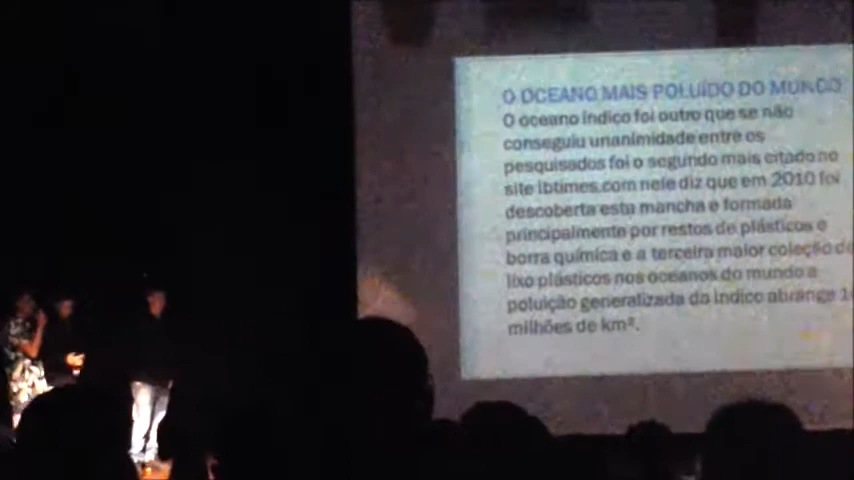 O OCEANO MAIS POLUÍDO DO MUNDO
O oceano índico foi outro que se não
conseguiu unanimidade entre os
pesquisados foi o segundo mais citado no
site ibtimes.com nele diz que em 2010 foi
descoberta esta mancha e formada
principalmente por restos de plásticos e
borra química e a terceira maior coleção de
lixo plásticos nos oceanos do mundo a
poluição generalizada do índico abrange
milhões de km².